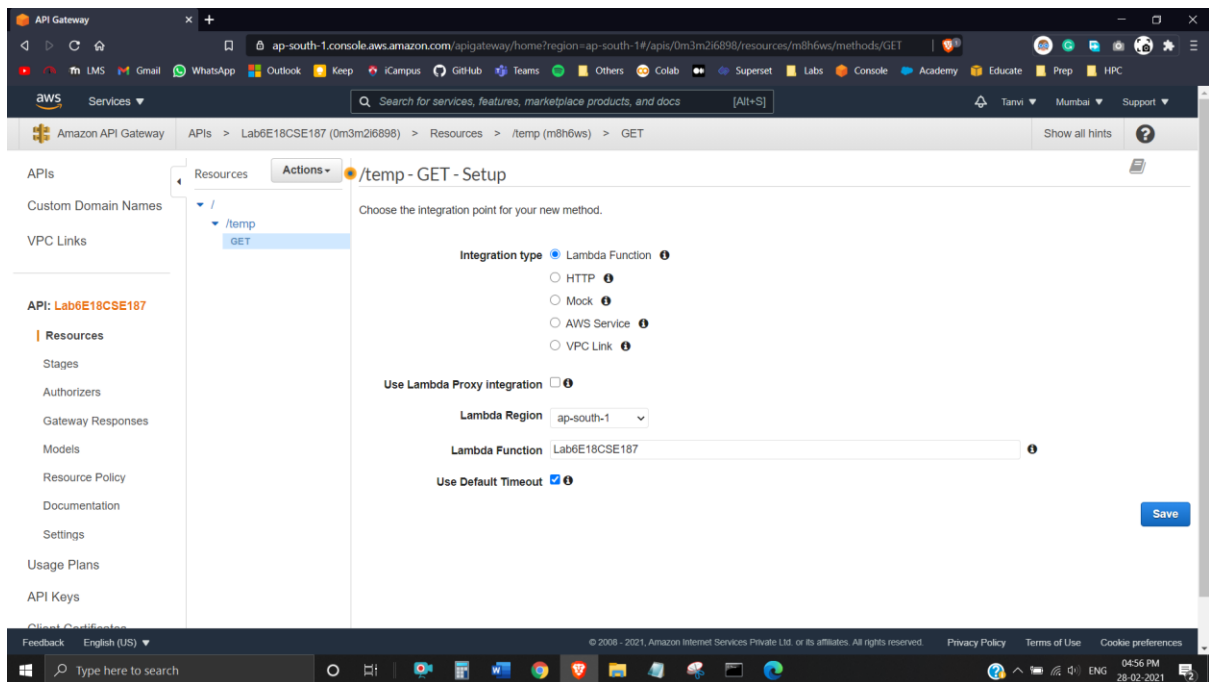 API Gateway
ap-south-1.console.aws.amazon.com/apigateway/home?region=ap-south-1#/apis/0m3m2i6898/resources/m8h6ws/methods/GET
LMS Gmail WhatsApp Outlook Keep iCampus GitHub Teams Others Colab Superset Labs Console Academy Educate Prep HPC
aws Services Search for services, features, marketplace products, and docs [Alt+S] Tanvi Mumbai Support
Amazon API Gateway APIs > Lab6E18CSE187 (0m3m2i6898) > Resources > /temp (m8h6ws) > GET Show all hints ?
APIs
Custom Domain Names
VPC Links
API: Lab6E18CSE187
Resources
Stages
Authorizers
Gateway Responses
Models
Resource Policy
Documentation
Settings
Usage Plans
API Keys
Client Certificates
Resources Actions
/
/temp
GET
/temp - GET - Setup
Choose the integration point for your new method.
Integration type Lambda Function
HTTP
Mock
AWS Service
VPC Link
Use Lambda Proxy integration
Lambda Region ap-south-1
Lambda Function Lab6E18CSE187
Use Default Timeout
Save
Feedback English (US) © 2008 - 2021, Amazon Internet Services Private Ltd. or its affiliates. All rights reserved. Privacy Policy Terms of Use Cookie preferences
Type here to search ENG 04:56 PM
28-02-2021